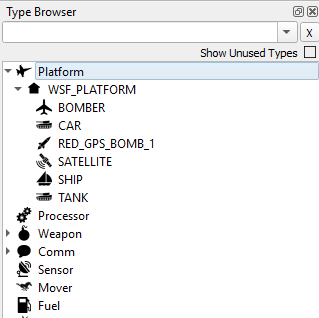 Type Browser
X
Show Unused Types
Platform
WSF_PLATFORM
BOMBER
CAR
RED_GPS_BOMB_1
SATELLITE
SHIP
TANK
Processor
Weapon
Comm
Sensor
Mover
Fuel